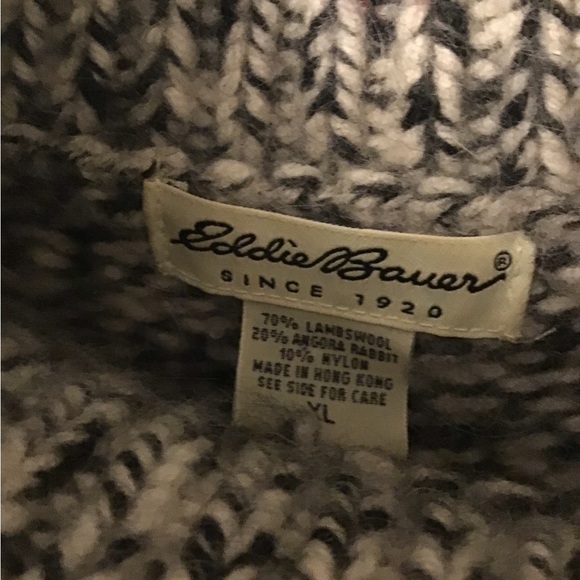 Eddie Bauer®
SINCE 1920
70% LAMBSWOOL
20% ANGORA RABBIT
10% NYLON
MADE IN HONG KONG
SEE SIDE FOR CARE
XL